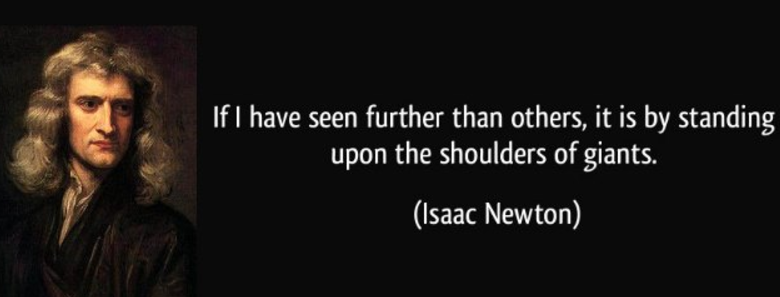 If I have seen further than others, it is by standing
upon the shoulders of giants.
(Isaac Newton)